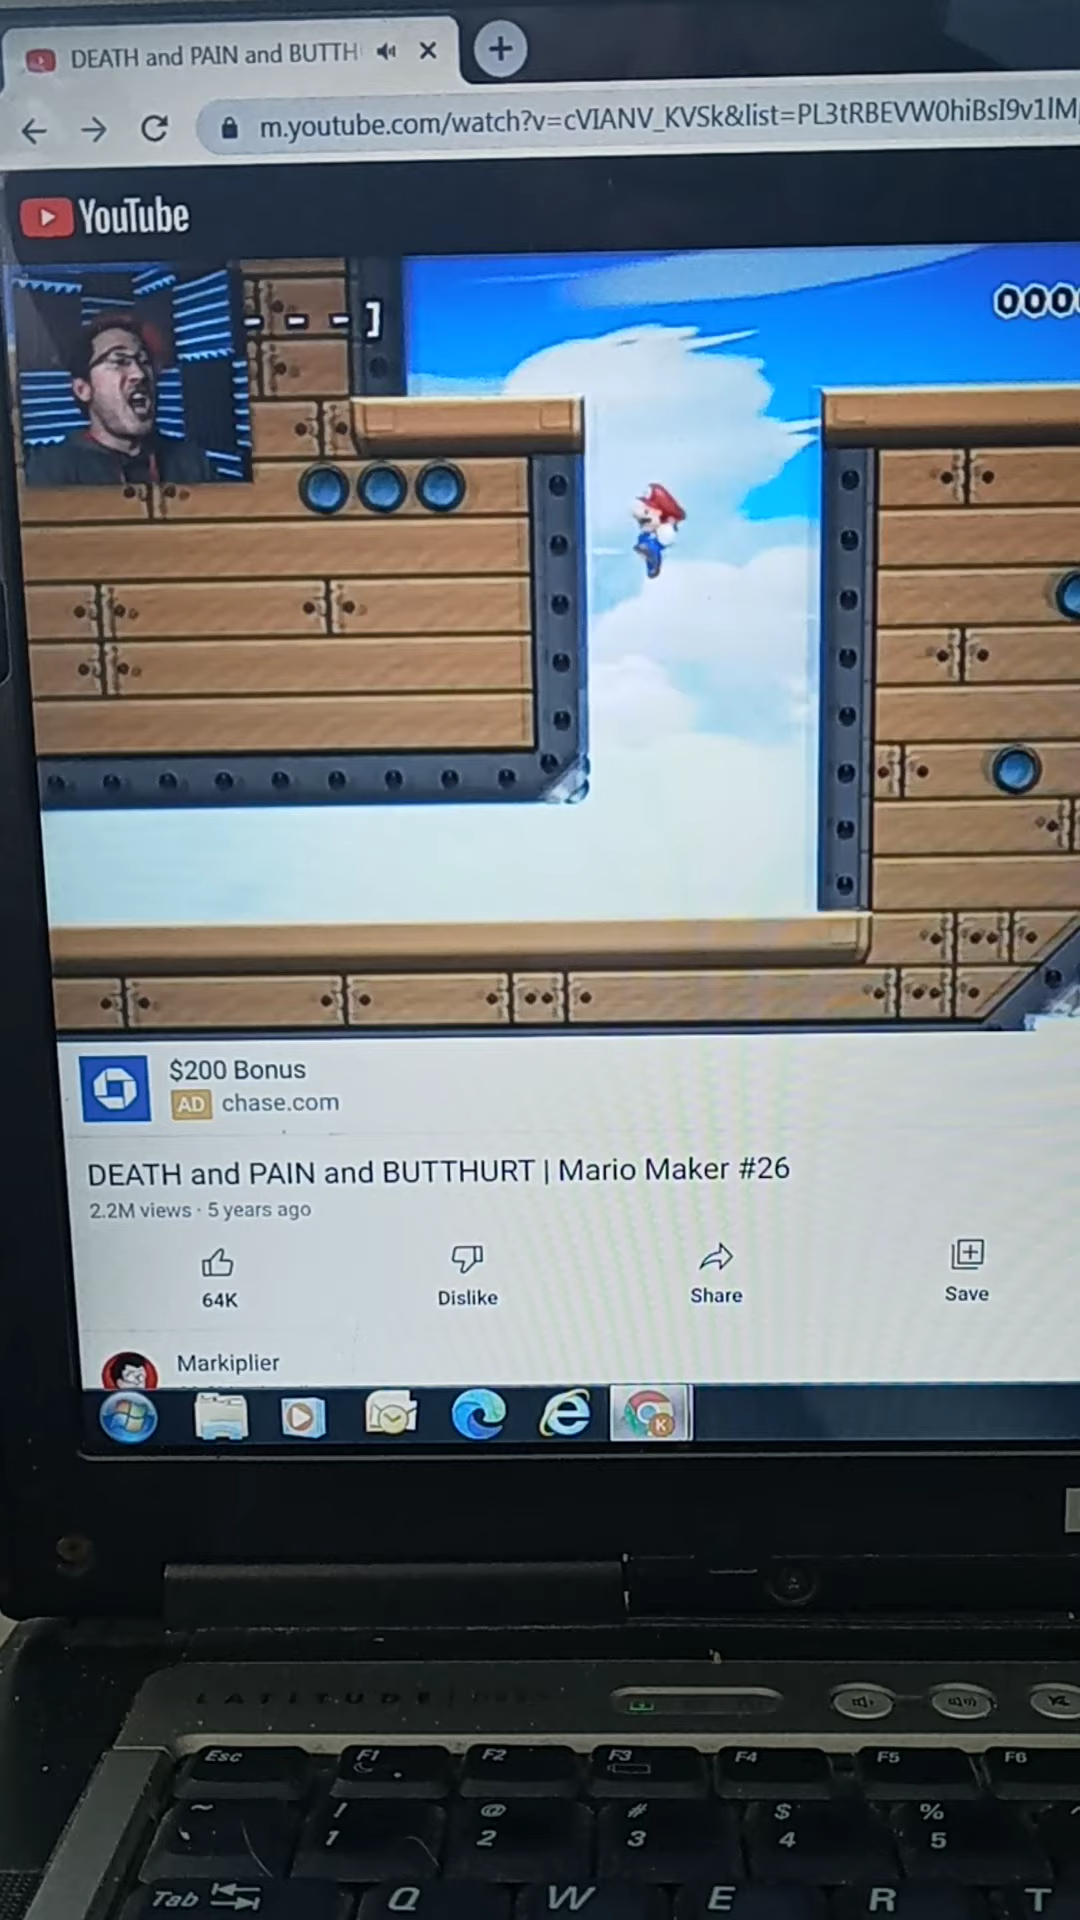 DEATH and PAIN and BUTTH
m.youtube.com/watch?v=cVIANV_KVSk&list=PL3tRBEVW0hiBsI9v1lM
YouTube
- - - ]
000
$200 Bonus
AD chase.com
DEATH and PAIN and BUTTHURT | Mario Maker #26
2.2M views · 5 years ago
64K
Dislike
Share
Save
Markiplier
K
LATITUDE
Esc F1 F2 F3 F4 F5 F6
~ ! @ # $ %
` 1 2 3 4 5
Tab Q W E R T